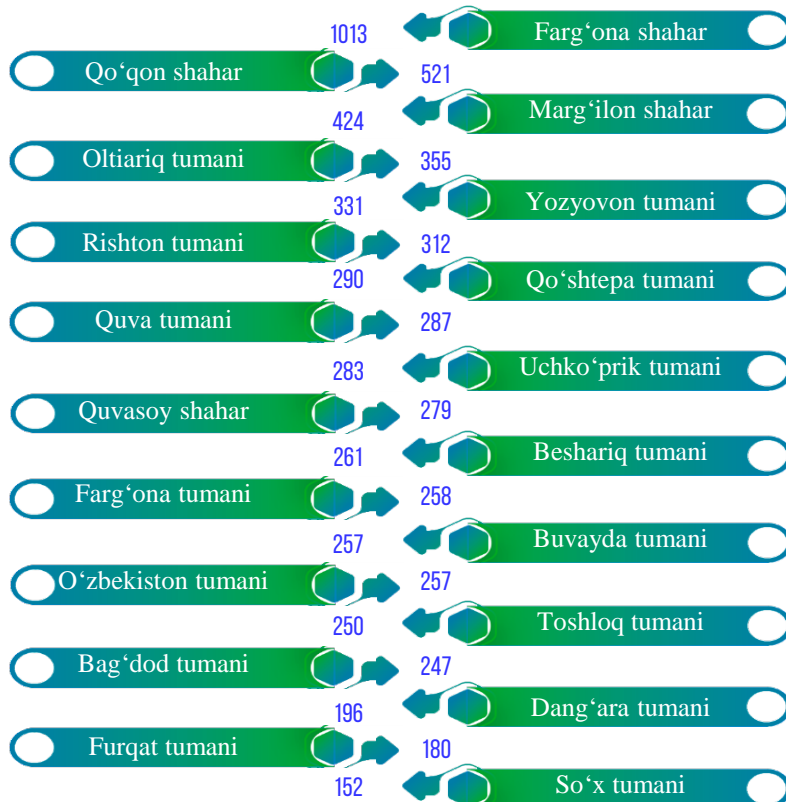 1013
Farg‘ona shahar
Qo‘qon shahar
521
424
Marg‘ilon shahar
Oltiariq tumani
355
331
Yozyovon tumani
Rishton tumani
312
290
Qo‘shtepa tumani
Quva tumani
287
283
Uchko‘prik tumani
Quvasoy shahar
279
261
Beshariq tumani
Farg‘ona tumani
258
257
Buvayda tumani
O‘zbekiston tumani
257
250
Toshloq tumani
Bag‘dod tumani
247
196
Dang‘ara tumani
Furqat tumani
180
152
So‘x tumani